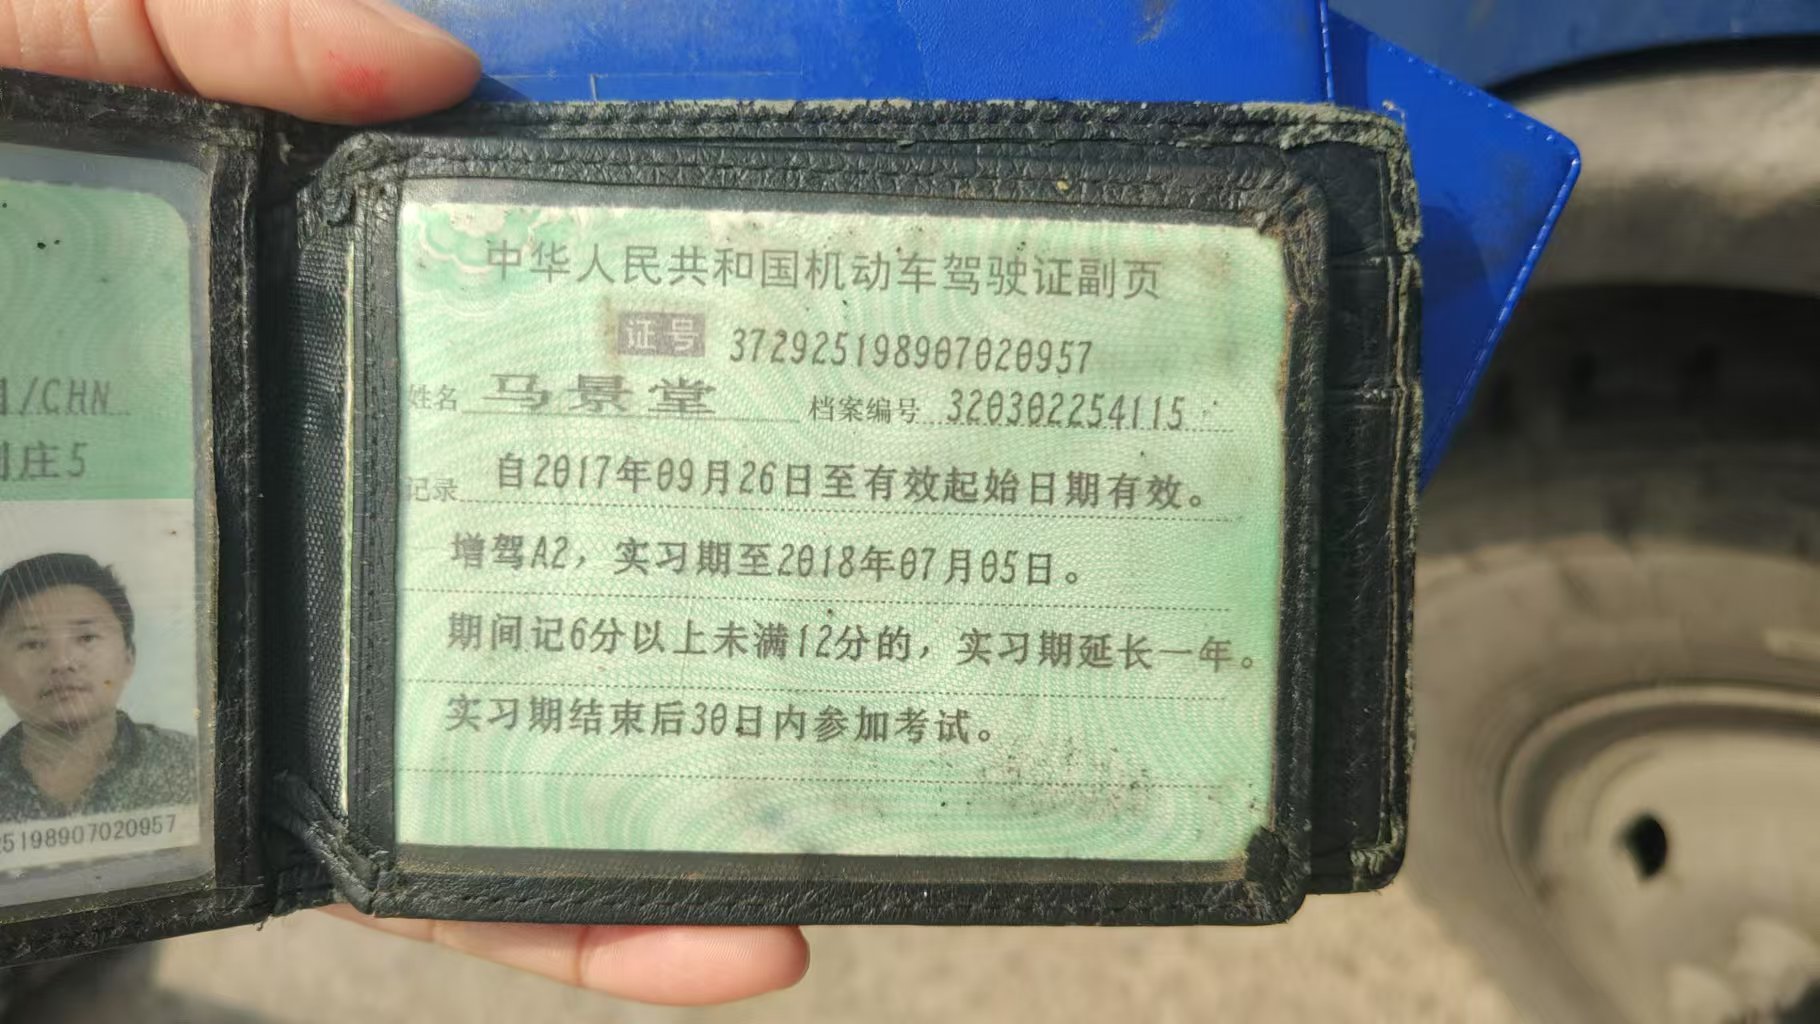 /CHN
庄5
5198907020957
中华人民共和国机动车驾驶证副页
证号 372925198907020957
姓名 马景堂 档案编号 320302254115
记录 自2017年09月26日至有效起始日期有效。
增驾A2，实习期至2018年07月05日。
期间记6分以上未满12分的，实习期延长一年。
实习期结束后30日内参加考试。